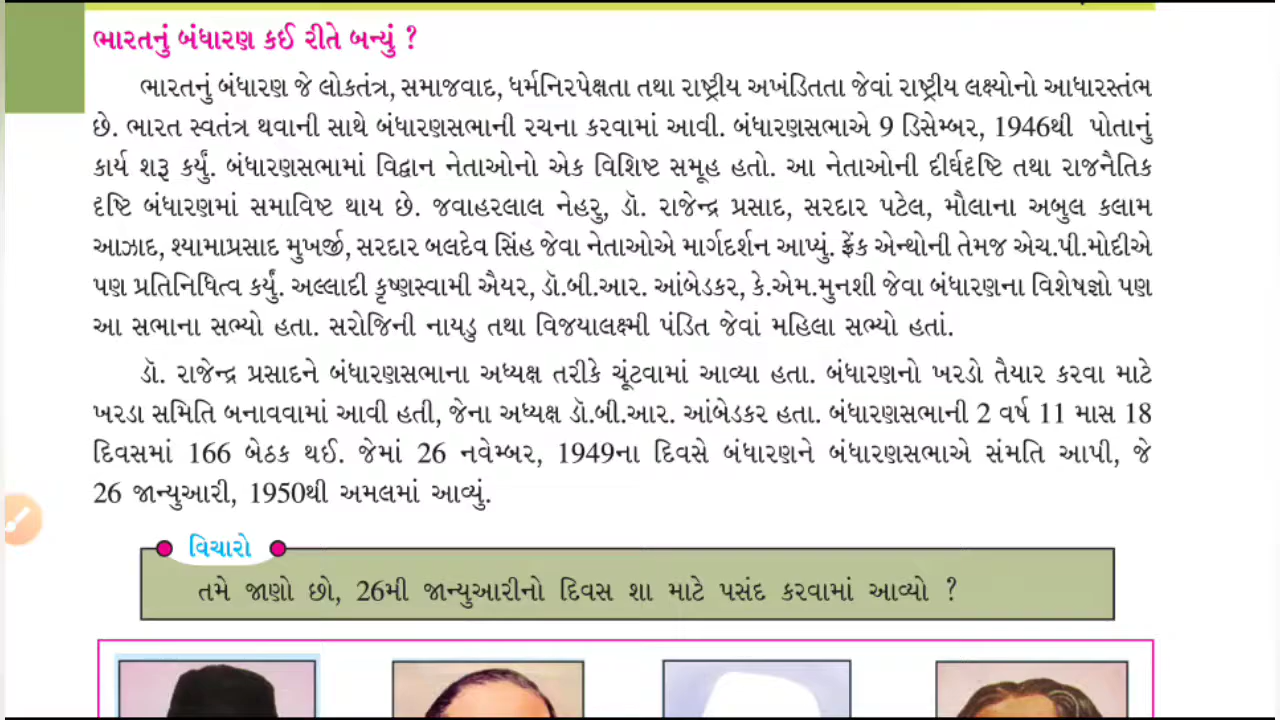 ભારતનું બંધારણ કઈ રીતે બન્યું ?
ભારતનું બંધારણ જે લોકતંત્ર, સમાજવાદ, ધર્મનિરપેક્ષતા તથા રાષ્ટ્રીય અખંડિતતા જેવાં રાષ્ટ્રીય લક્ષ્યોનો આધારસ્તંભ
છે. ભારત સ્વતંત્ર થવાની સાથે બંધારણસભાની રચના કરવામાં આવી. બંધારણસભાએ 9 ડિસેમ્બર, 1946થી પોતાનું
કાર્ય શરૂ કર્યું. બંધારણસભામાં વિદ્વાન નેતાઓનો એક વિશિષ્ટ સમૂહ હતો. આ નેતાઓની દીર્ઘદૃષ્ટિ તથા રાજનૈતિક
દૃષ્ટિ બંધારણમાં સમાવિષ્ટ થાય છે. જવાહરલાલ નેહરુ, ડૉ. રાજેન્દ્ર પ્રસાદ, સરદાર પટેલ, મૌલાના અબુલ કલામ
આઝાદ, શ્યામાપ્રસાદ મુખર્જી, સરદાર બલદેવ સિંહ જેવા નેતાઓએ માર્ગદર્શન આપ્યું. ફ્રેંક એન્થોની તેમજ એચ.પી.મોદીએ
પણ પ્રતિનિધિત્વ કર્યું. અલ્લાદી કૃષ્ણસ્વામી ઐયર, ડૉ.બી.આર. આંબેડકર, કે.એમ.મુનશી જેવા બંધારણના વિશેષજ્ઞો પણ
આ સભાના સભ્યો હતા. સરોજિની નાયડુ તથા વિજયાલક્ષ્મી પંડિત જેવાં મહિલા સભ્યો હતાં.
ડૉ. રાજેન્દ્ર પ્રસાદને બંધારણસભાના અધ્યક્ષ તરીકે ચૂંટવામાં આવ્યા હતા. બંધારણનો ખરડો તૈયાર કરવા માટે
ખરડા સમિતિ બનાવવામાં આવી હતી, જેના અધ્યક્ષ ડૉ.બી.આર. આંબેડકર હતા. બંધારણસભાની 2 વર્ષ 11 માસ 18
દિવસમાં 166 બેઠક થઈ. જેમાં 26 નવેમ્બર, 1949ના દિવસે બંધારણને બંધારણસભાએ સંમતિ આપી, જે
26 જાન્યુઆરી, 1950થી અમલમાં આવ્યું.
વિચારો
તમે જાણો છો, 26મી જાન્યુઆરીનો દિવસ શા માટે પસંદ કરવામાં આવ્યો ?